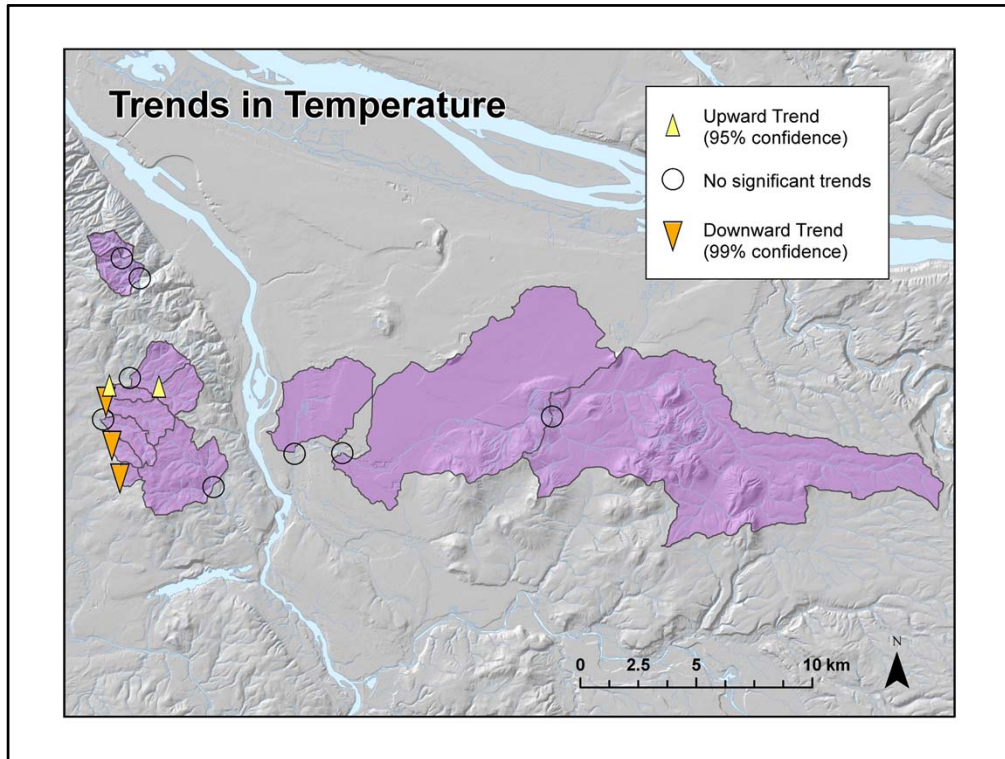 Trends in Temperature
Upward Trend
(95% confidence)
No significant trends
Downward Trend
(99% confidence)
N
0 2.5 5 10 km